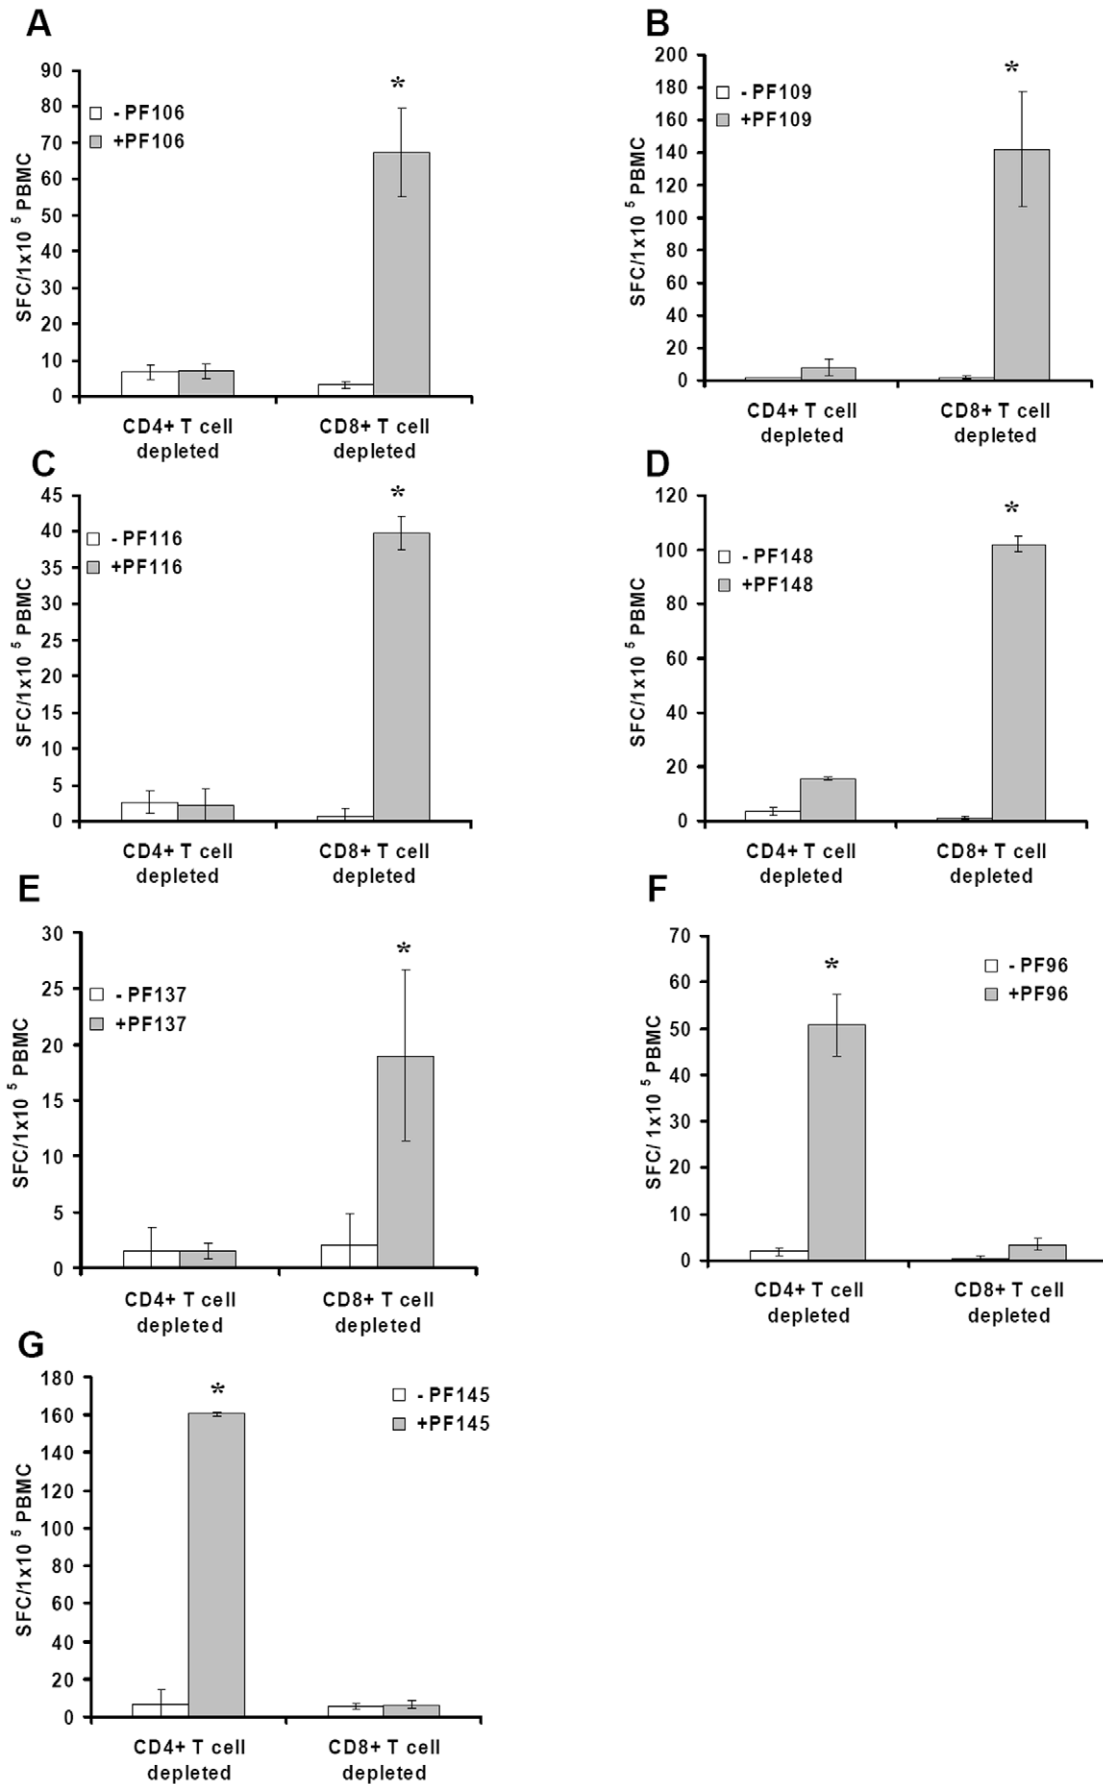 A
90
80
70
60
50
40
30
20
10
0
SFC/1x10 5 PBMC
- PF106
+PF106
*
CD4+ T cell
depleted
CD8+ T cell
depleted
B
200
180
160
140
120
100
80
60
40
20
0
SFC/1x10 5 PBMC
- PF109
+PF109
*
CD4+ T cell
depleted
CD8+ T cell
depleted
C
45
40
35
30
25
20
15
10
5
0
SFC/1x10 5 PBMC
- PF116
+PF116
*
CD4+ T cell
depleted
CD8+ T cell
depleted
D
120
100
80
60
40
20
0
SFC/1x10 5 PBMC
- PF148
+PF148
*
CD4+ T cell
depleted
CD8+ T cell
depleted
E
30
25
20
15
10
5
0
SFC/1x10 5 PBMC
- PF137
+PF137
*
CD4+ T cell
depleted
CD8+ T cell
depleted
F
70
60
50
40
30
20
10
0
SFC/ 1x10 5 PBMC
- PF96
+PF96
*
CD4+ T cell
depleted
CD8+ T cell
depleted
G
180
160
140
120
100
80
60
40
20
0
SFC/1x10 5 PBMC
- PF145
+PF145
*
CD4+ T cell
depleted
CD8+ T cell
depleted